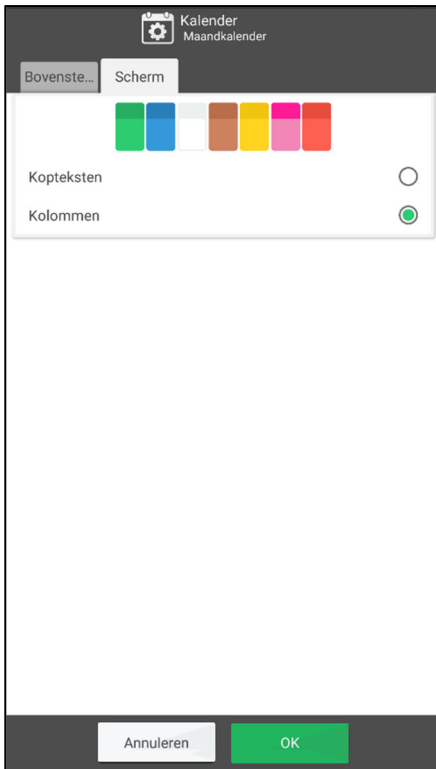 Kalender
Maandkalender
Bovenste...
Scherm
Kopteksten
Kolommen
Annuleren
OK